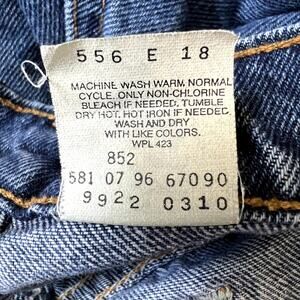 556 E 18
MACHINE WASH WARM NORMAL
CYCLE. ONLY NON-CHLORINE
BLEACH IF NEEDED. TUMBLE
DRY HOT. HOT IRON IF NEEDED.
WASH AND DRY
WITH LIKE COLORS.
WPL 423
852
581 07 96 67090
9922 0310